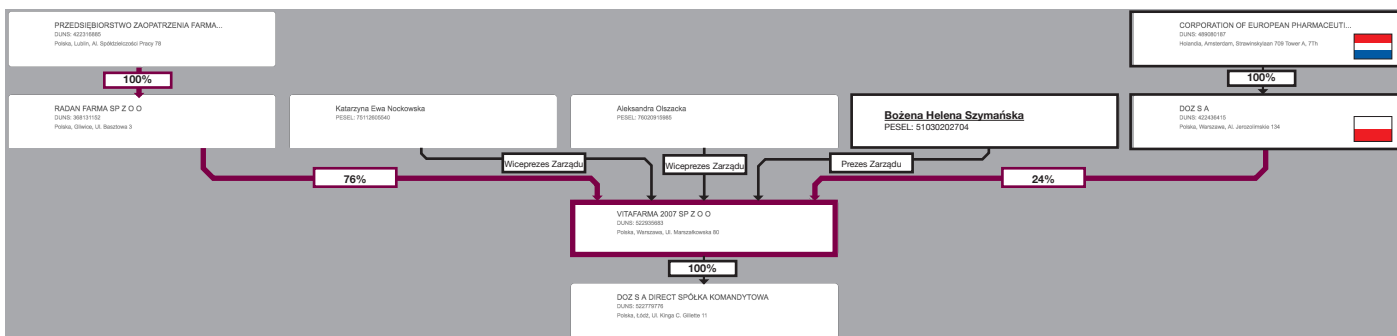 PRZEDSIĘBIORSTWO ZAOPATRZENIA FARMA...
DUNS: 422316885
Polska, Lublin, Al. Spółdzielczości Pracy 78
CORPORATION OF EUROPEAN PHARMACEUTI...
DUNS: 489080187
Holandia, Amsterdam, Strawinskylaan 709 Tower A, 7Th
100%
100%
RADAN FARMA SP Z O O
DUNS: 368131152
Polska, Gliwice, Ul. Basztowa 3
Katarzyna Ewa Nockowska
PESEL: 75112605540
Aleksandra Olszacka
PESEL: 76020915985
Bożena Helena Szymańska
PESEL: 51030202704
DOZ S A
DUNS: 422436415
Polska, Warszawa, Al. Jerozolimskie 134
Wiceprezes Zarządu
Wiceprezes Zarządu
Prezes Zarządu
76%
24%
VITAFARMA 2007 SP Z O O
DUNS: 522935683
Polska, Warszawa, Ul. Marszałkowska 80
100%
DOZ S A DIRECT SPÓŁKA KOMANDYTOWA
DUNS: 522779776
Polska, Łódź, Ul. Kinga C. Gillette 11